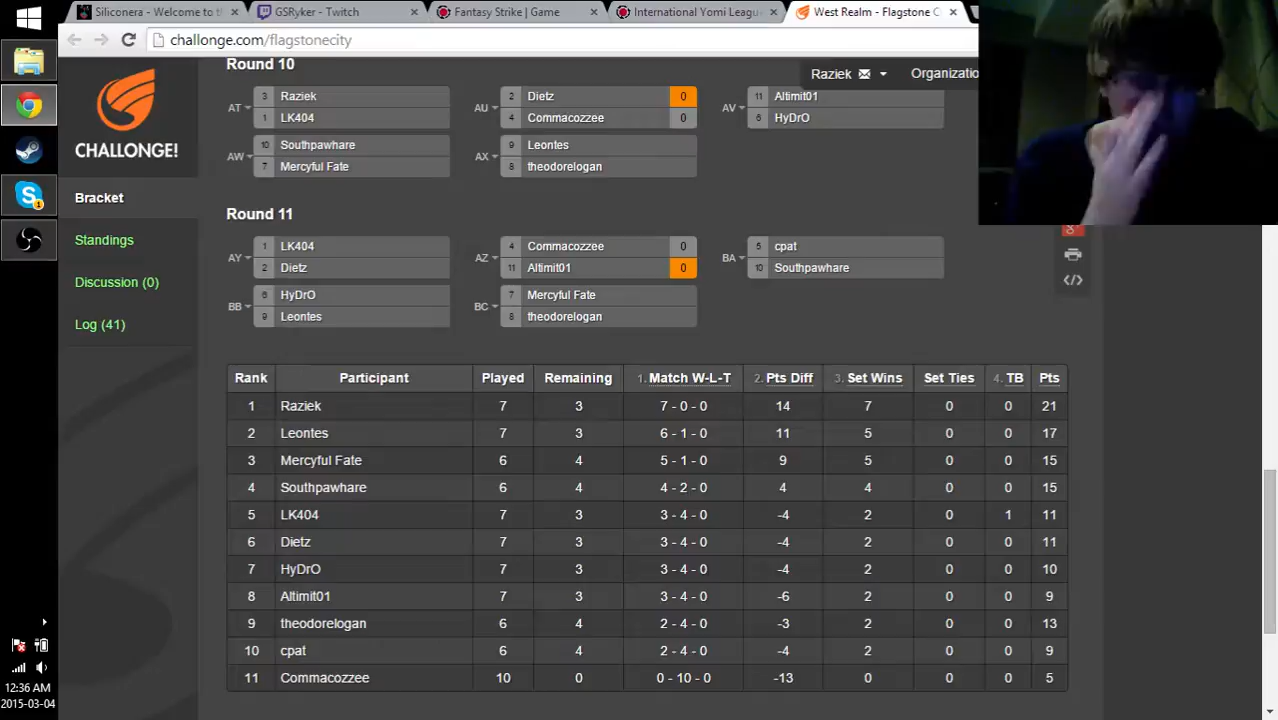 Siliconera - Welcome to th
GSRyker - Twitch
Fantasy Strike | Game
International Yomi Leagu
West Realm - Flagstone C
challonge.com/flagstonecity
Raziek
Organizatio
CHALLONGE!
Bracket
Standings
Discussion (0)
Log (41)
Round 10
AT 3 Raziek
1 LK404
AU 2 Dietz 0
4 Commacozzee 0
AV 11 Altimit01
6 HyDrO
AW 10 Southpawhare
7 Mercyful Fate
AX 9 Leontes
8 theodorelogan
Round 11
AY 1 LK404
2 Dietz
AZ 4 Commacozzee 0
11 Altimit01 0
BA 5 cpat
10 Southpawhare
BB 6 HyDrO
9 Leontes
BC 7 Mercyful Fate
8 theodorelogan
Rank Participant Played Remaining 1. Match W-L-T 2. Pts Diff 3. Set Wins Set Ties 4. TB Pts
1 Raziek 7 3 7 - 0 - 0 14 7 0 0 21
2 Leontes 7 3 6 - 1 - 0 11 5 0 0 17
3 Mercyful Fate 6 4 5 - 1 - 0 9 5 0 0 15
4 Southpawhare 6 4 4 - 2 - 0 4 4 0 0 15
5 LK404 7 3 3 - 4 - 0 -4 2 0 1 11
6 Dietz 7 3 3 - 4 - 0 -4 2 0 0 11
7 HyDrO 7 3 3 - 4 - 0 -4 2 0 0 10
8 Altimit01 7 3 3 - 4 - 0 -6 2 0 0 9
9 theodorelogan 6 4 2 - 4 - 0 -3 2 0 0 13
10 cpat 6 4 2 - 4 - 0 -4 2 0 0 9
11 Commacozzee 10 0 0 - 10 - 0 -13 0 0 0 5
12:36 AM
2015-03-04